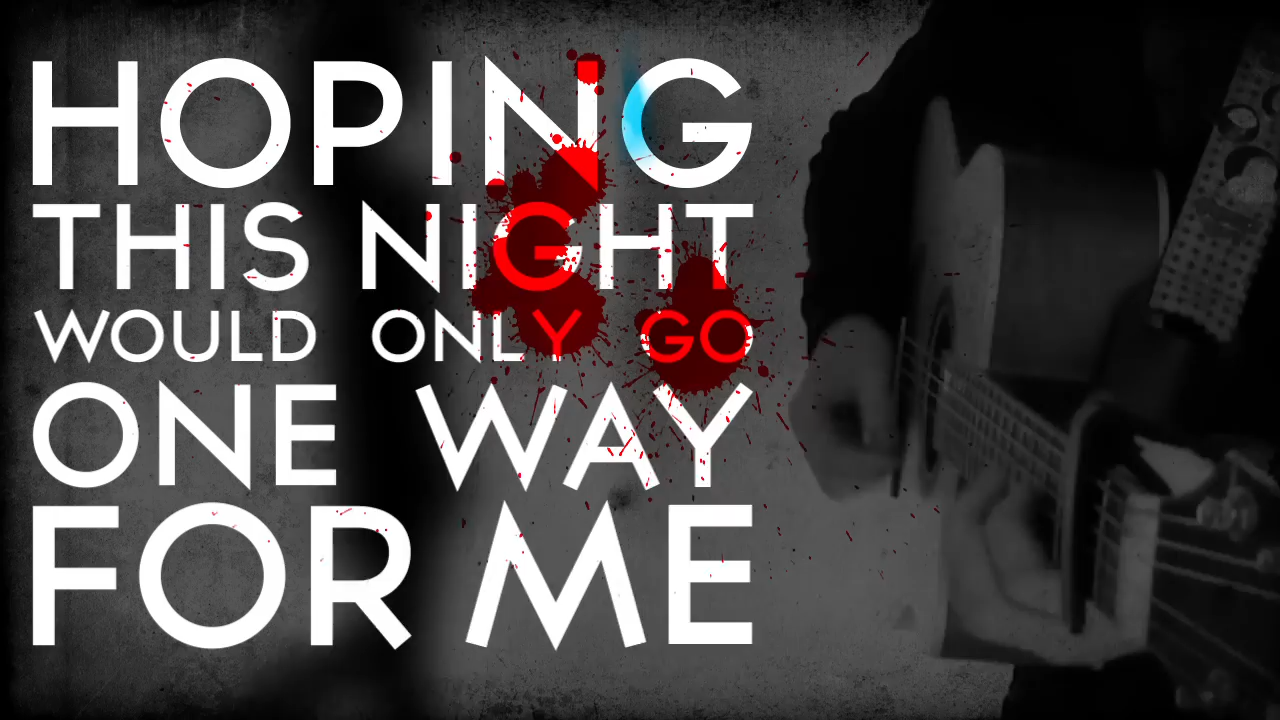 HOPING
THIS NIGHT
WOULD ONLY GO
ONE WAY
FOR ME